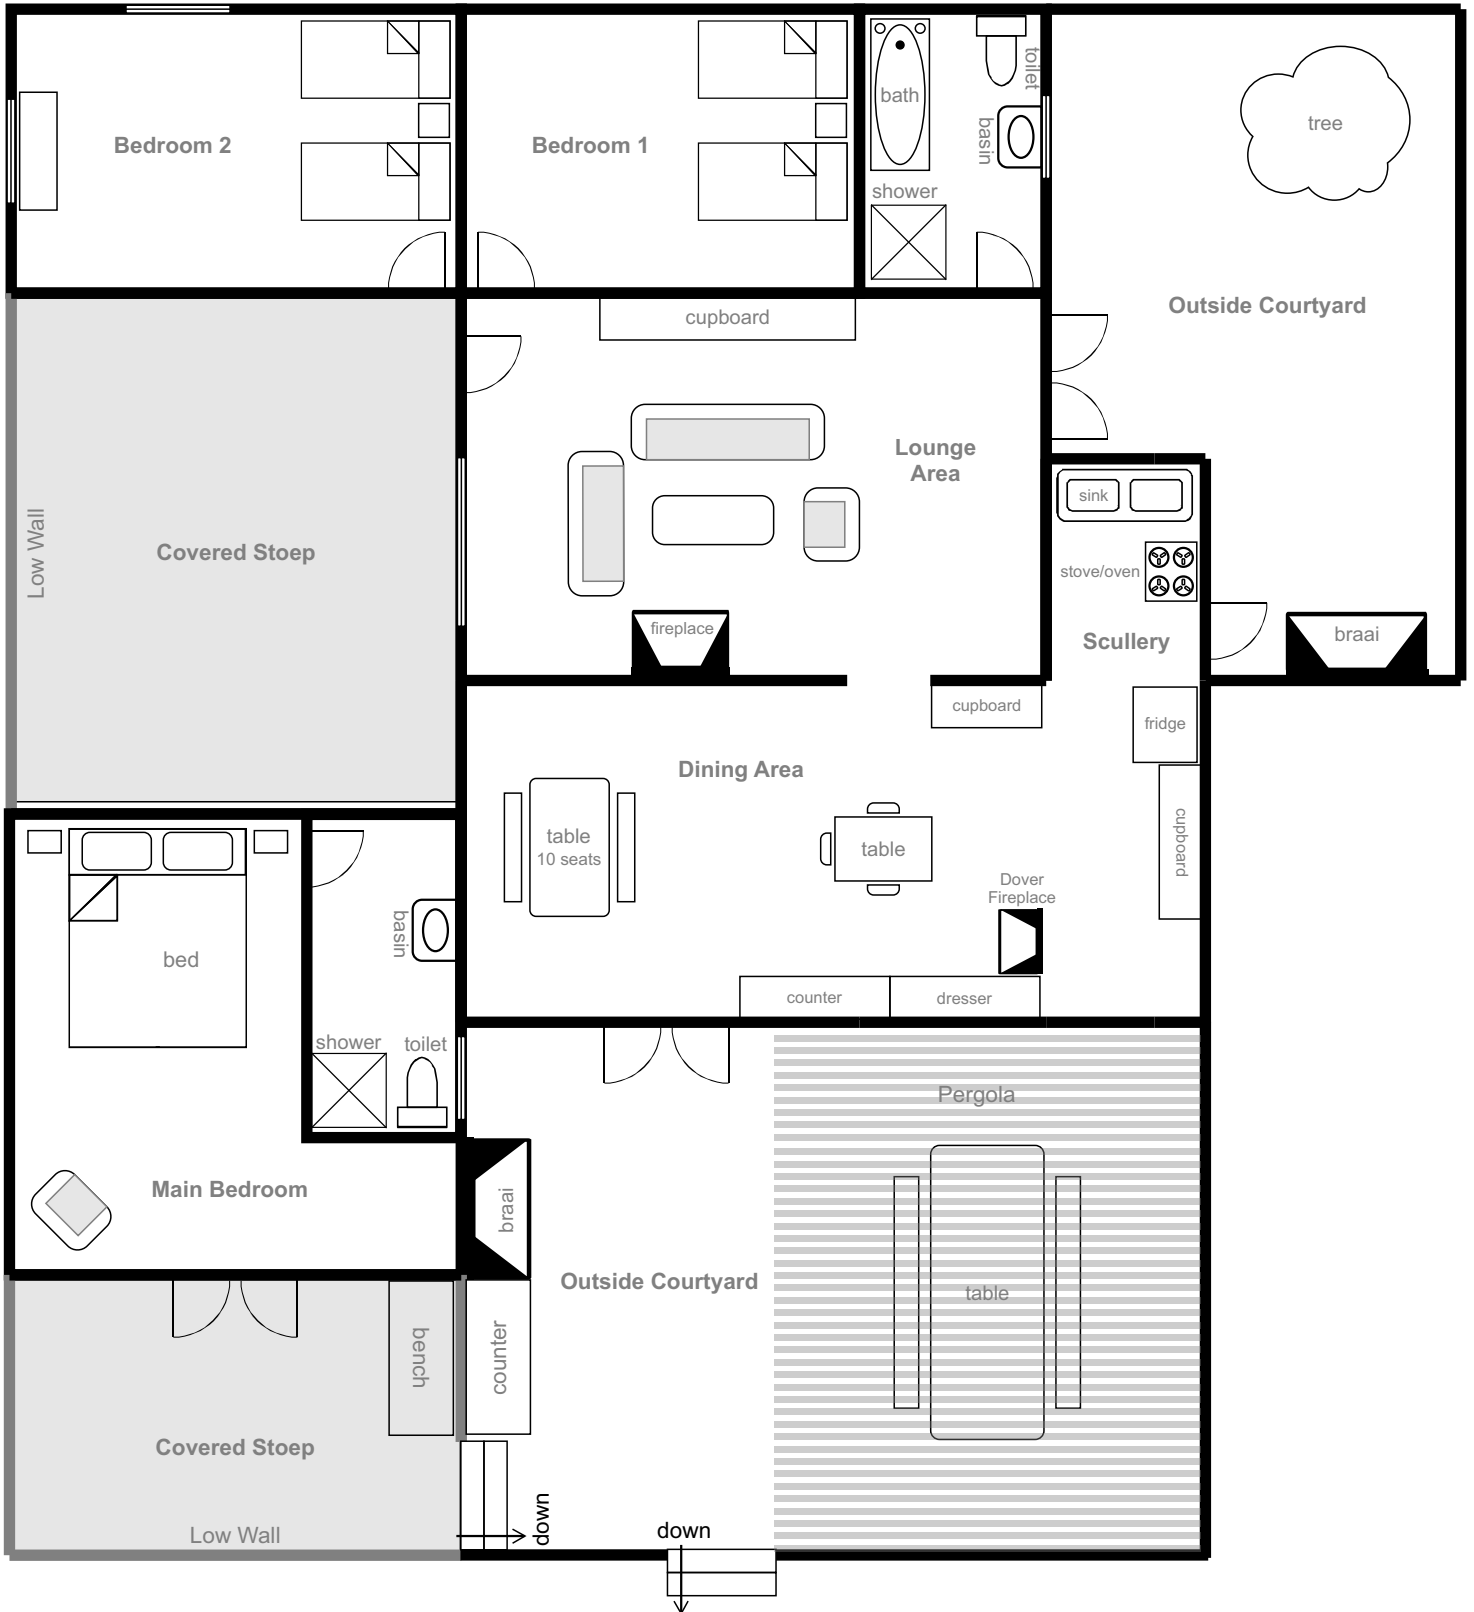 bath
toilet
basin
tree
Bedroom 2
Bedroom 1
shower
Outside Courtyard
cupboard
Lounge
Area
sink
Low Wall
Covered Stoep
stove/oven
fireplace
Scullery
braai
cupboard
fridge
Dining Area
table
10 seats
table
cupboard
Dover
Fireplace
basin
bed
counter
dresser
shower
toilet
Pergola
Main Bedroom
braai
Outside Courtyard
table
bench
counter
Covered Stoep
Low Wall
down
down